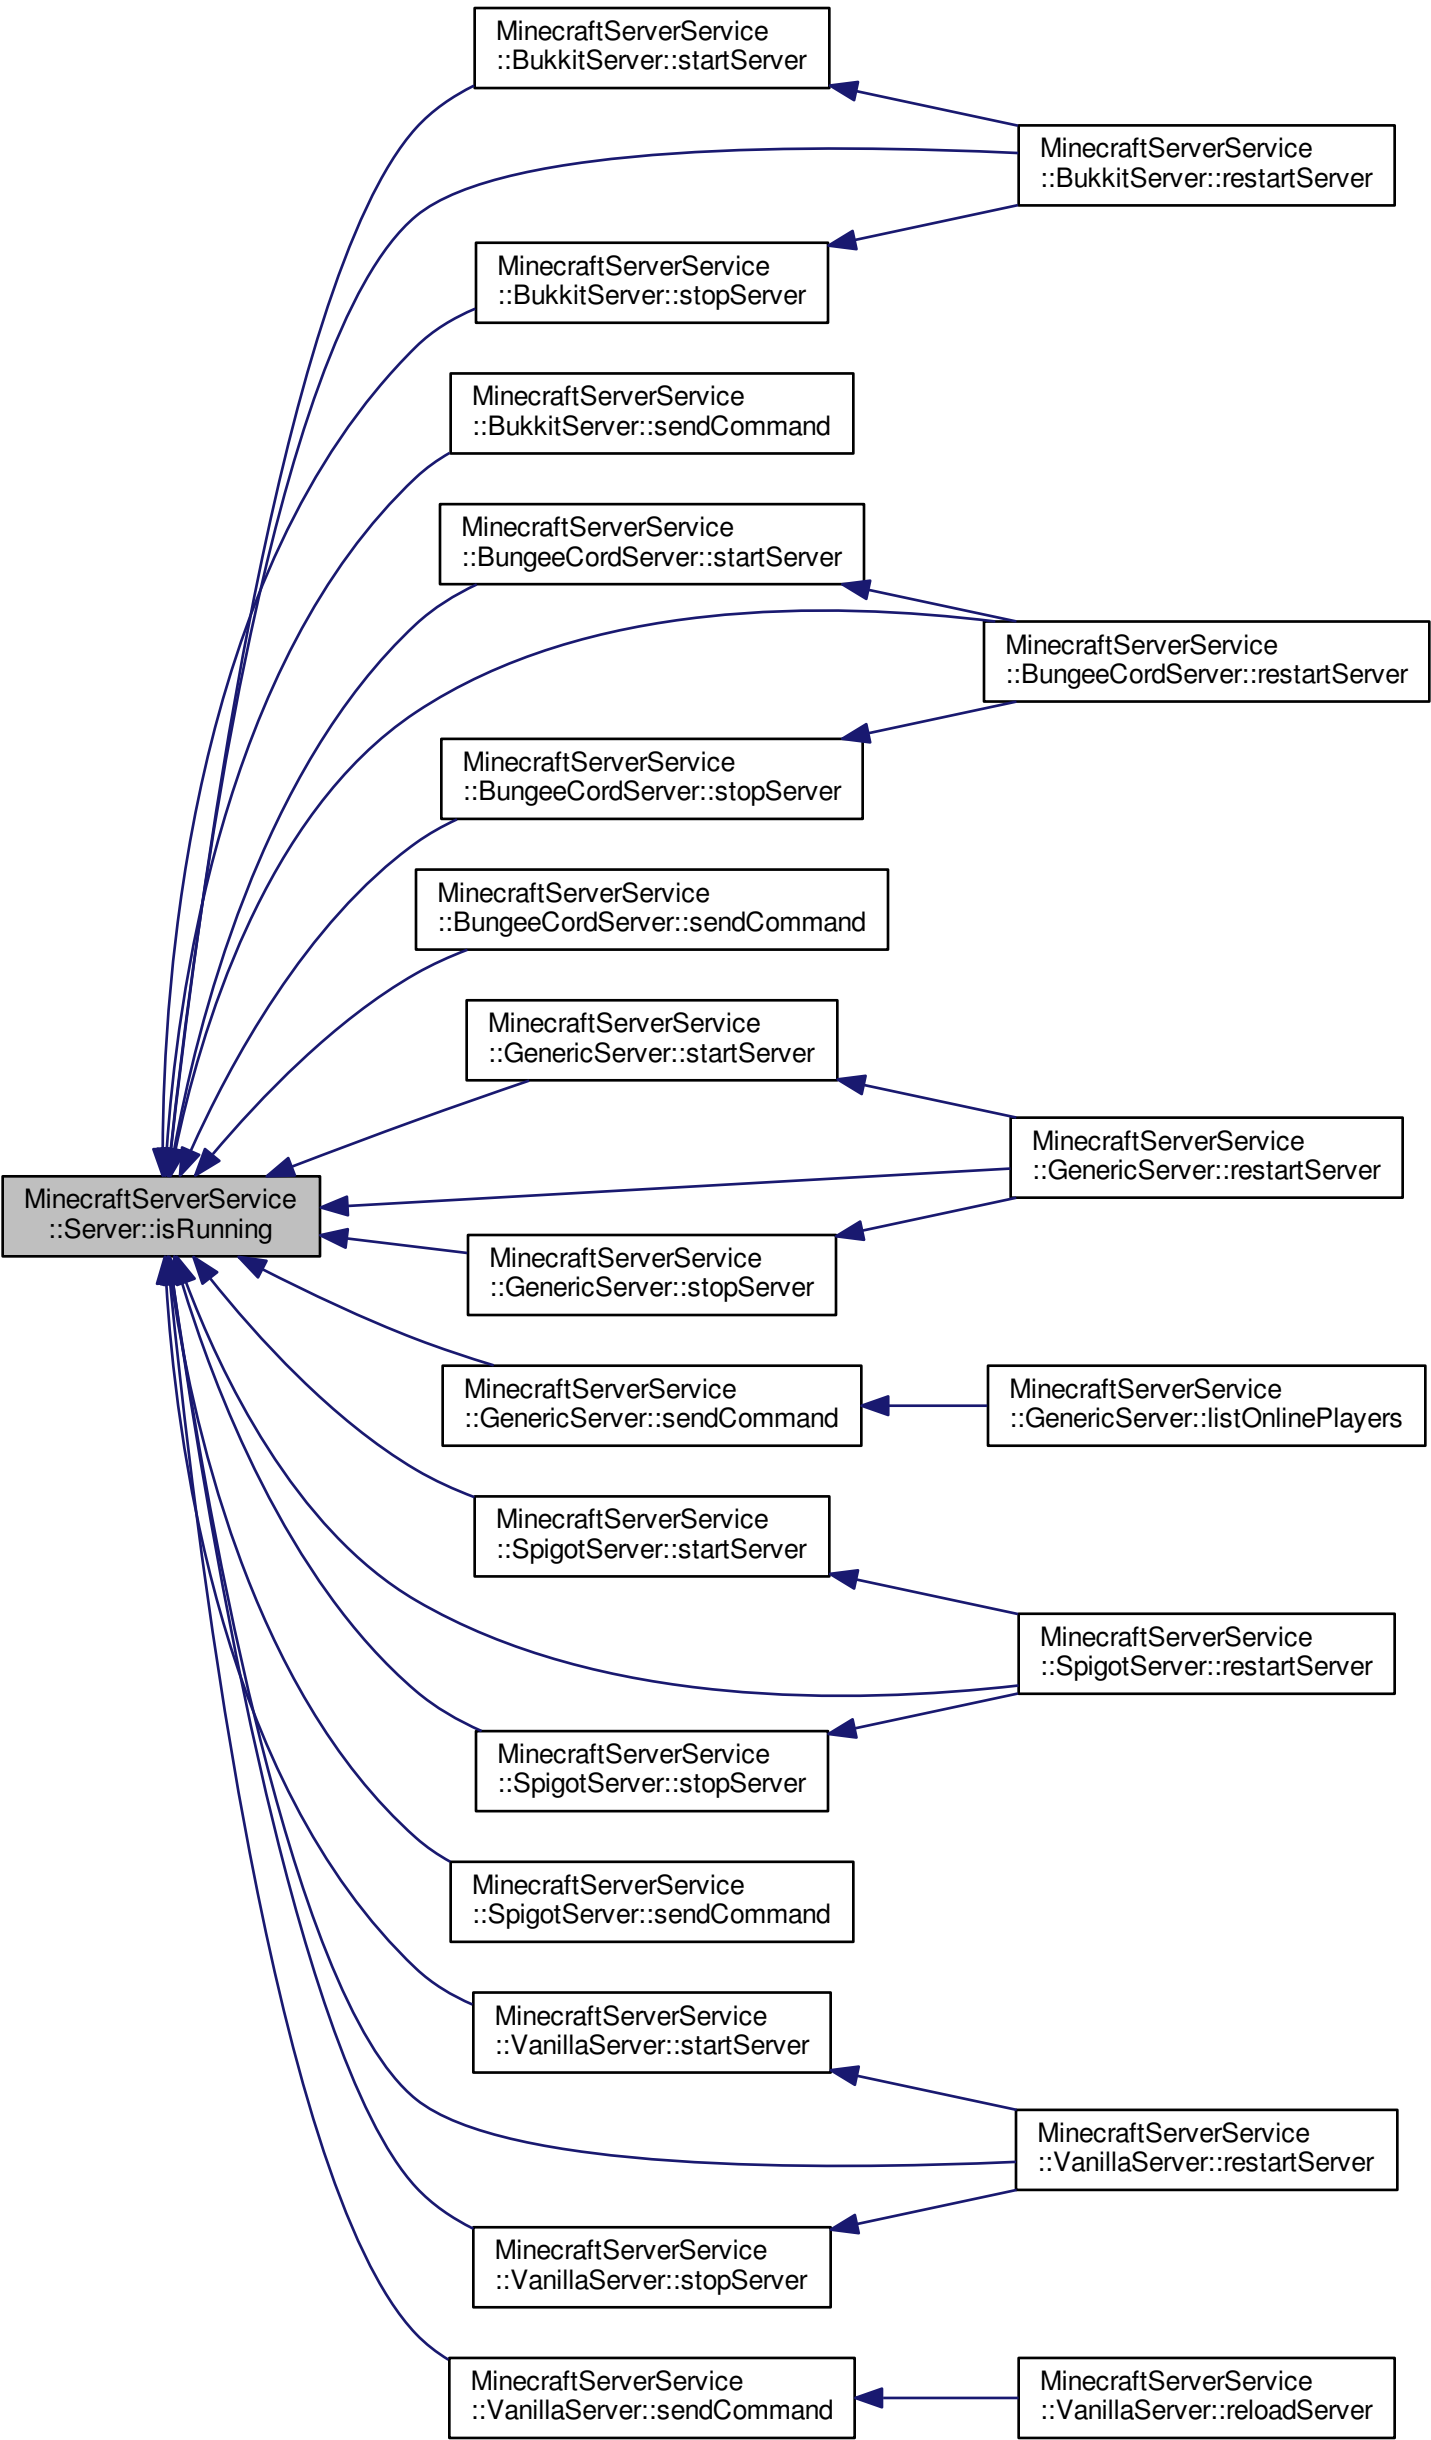 MinecraftServerService
::BukkitServer::startServer
MinecraftServerService
::BukkitServer::restartServer
MinecraftServerService
::BukkitServer::stopServer
MinecraftServerService
::BukkitServer::sendCommand
MinecraftServerService
::BungeeCordServer::startServer
MinecraftServerService
::BungeeCordServer::restartServer
MinecraftServerService
::BungeeCordServer::stopServer
MinecraftServerService
::BungeeCordServer::sendCommand
MinecraftServerService
::GenericServer::startServer
MinecraftServerService
::GenericServer::restartServer
MinecraftServerService
::Server::isRunning
MinecraftServerService
::GenericServer::stopServer
MinecraftServerService
::GenericServer::sendCommand
MinecraftServerService
::GenericServer::listOnlinePlayers
MinecraftServerService
::SpigotServer::startServer
MinecraftServerService
::SpigotServer::restartServer
MinecraftServerService
::SpigotServer::stopServer
MinecraftServerService
::SpigotServer::sendCommand
MinecraftServerService
::VanillaServer::startServer
MinecraftServerService
::VanillaServer::restartServer
MinecraftServerService
::VanillaServer::stopServer
MinecraftServerService
::VanillaServer::sendCommand
MinecraftServerService
::VanillaServer::reloadServer